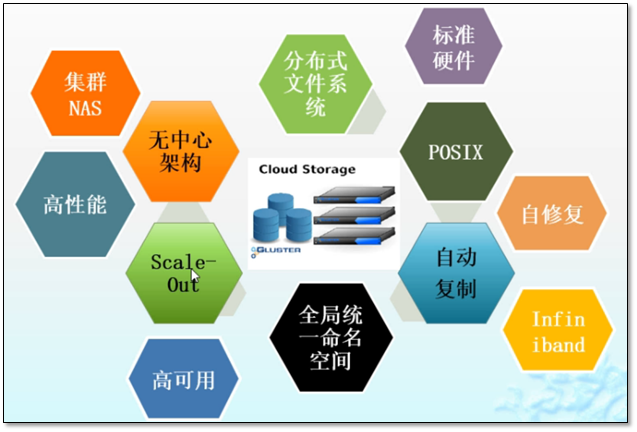 标准
硬件
分布式
文件系
统
集群
NAS
无中心
架构
POSIX
Cloud Storage
高性能
自修复
GLUSTER
Scale-
Out
自动
复制
全局统
一命名
空间
Infin
iband
高可用